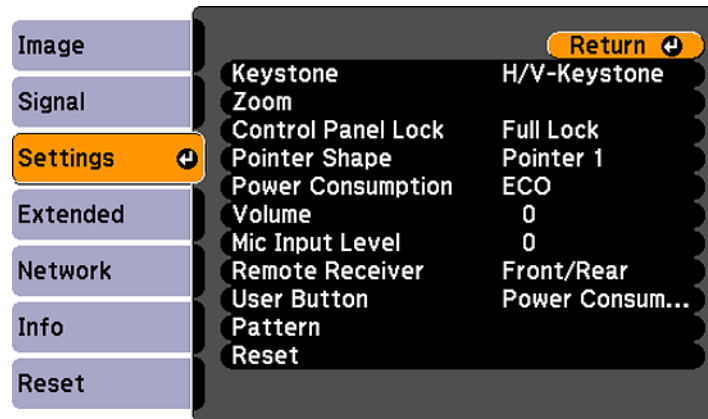 Image
Signal
Settings
Extended
Network
Info
Reset
Return
Keystone H/V-Keystone
Zoom
Control Panel Lock Full Lock
Pointer Shape Pointer 1
Power Consumption ECO
Volume 0
Mic Input Level 0
Remote Receiver Front/Rear
User Button Power Consum...
Pattern
Reset